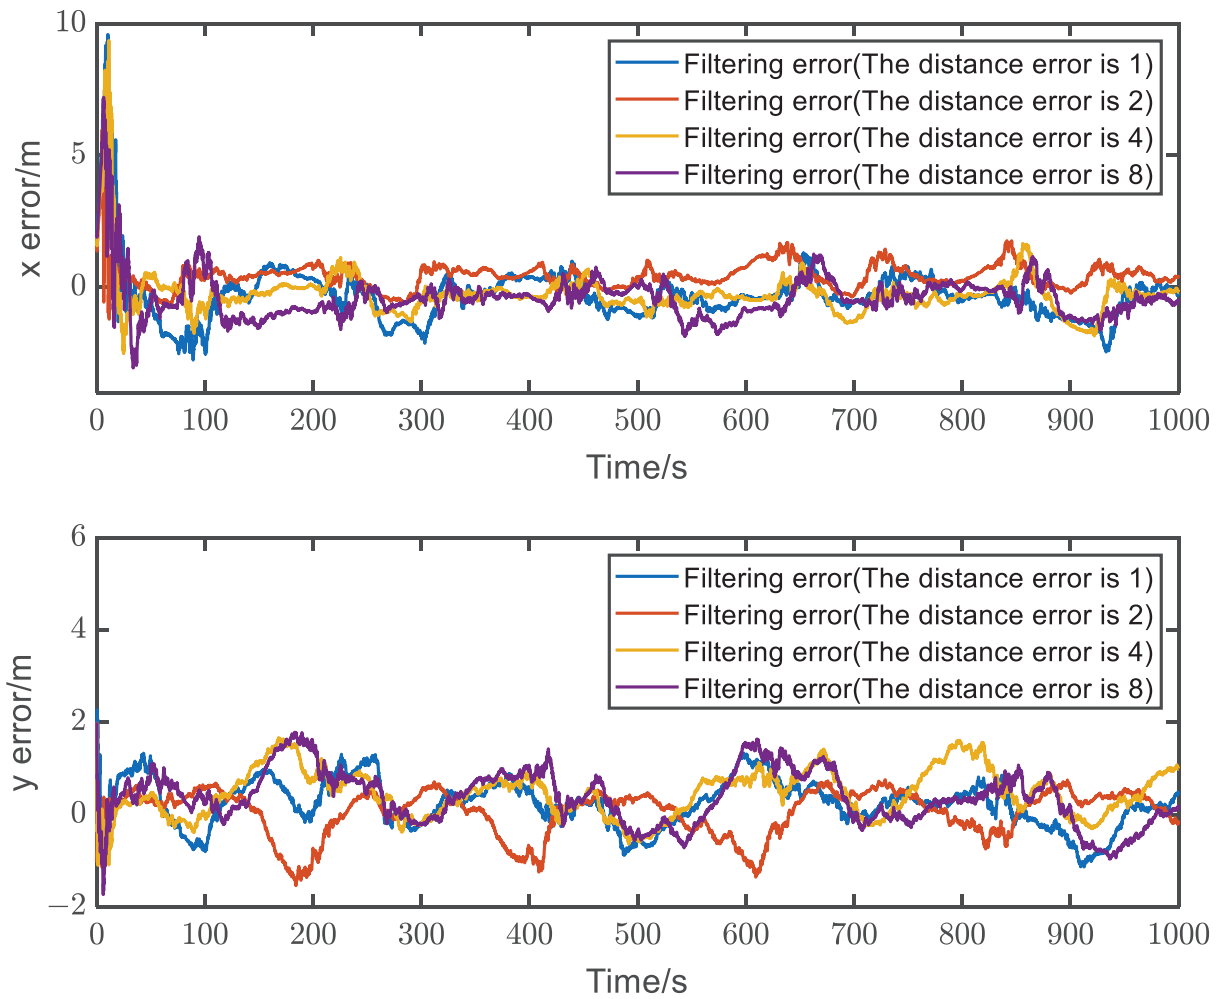 10
5
0
x error/m
Filtering error(The distance error is 1)
Filtering error(The distance error is 2)
Filtering error(The distance error is 4)
Filtering error(The distance error is 8)
0 100 200 300 400 500 600 700 800 900 1000
Time/s
6
4
2
0
−2
y error/m
Filtering error(The distance error is 1)
Filtering error(The distance error is 2)
Filtering error(The distance error is 4)
Filtering error(The distance error is 8)
0 100 200 300 400 500 600 700 800 900 1000
Time/s